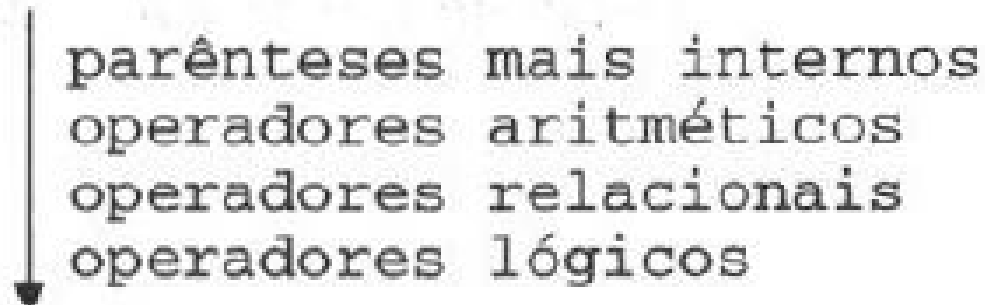 parênteses mais internos
operadores aritméticos
operadores relacionais
operadores lógicos